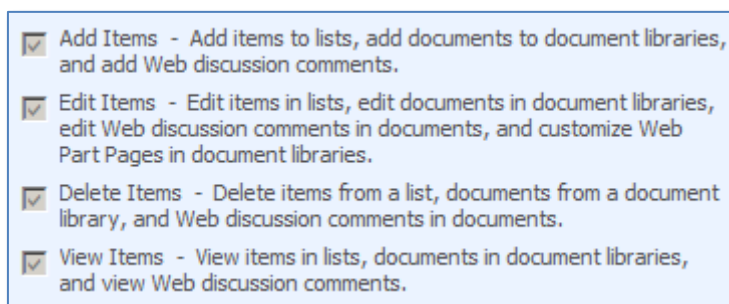 Add Items - Add items to lists, add documents to document libraries,
and add Web discussion comments.
Edit Items - Edit items in lists, edit documents in document libraries,
edit Web discussion comments in documents, and customize Web
Part Pages in document libraries.
Delete Items - Delete items from a list, documents from a document
library, and Web discussion comments in documents.
View Items - View items in lists, documents in document libraries,
and view Web discussion comments.